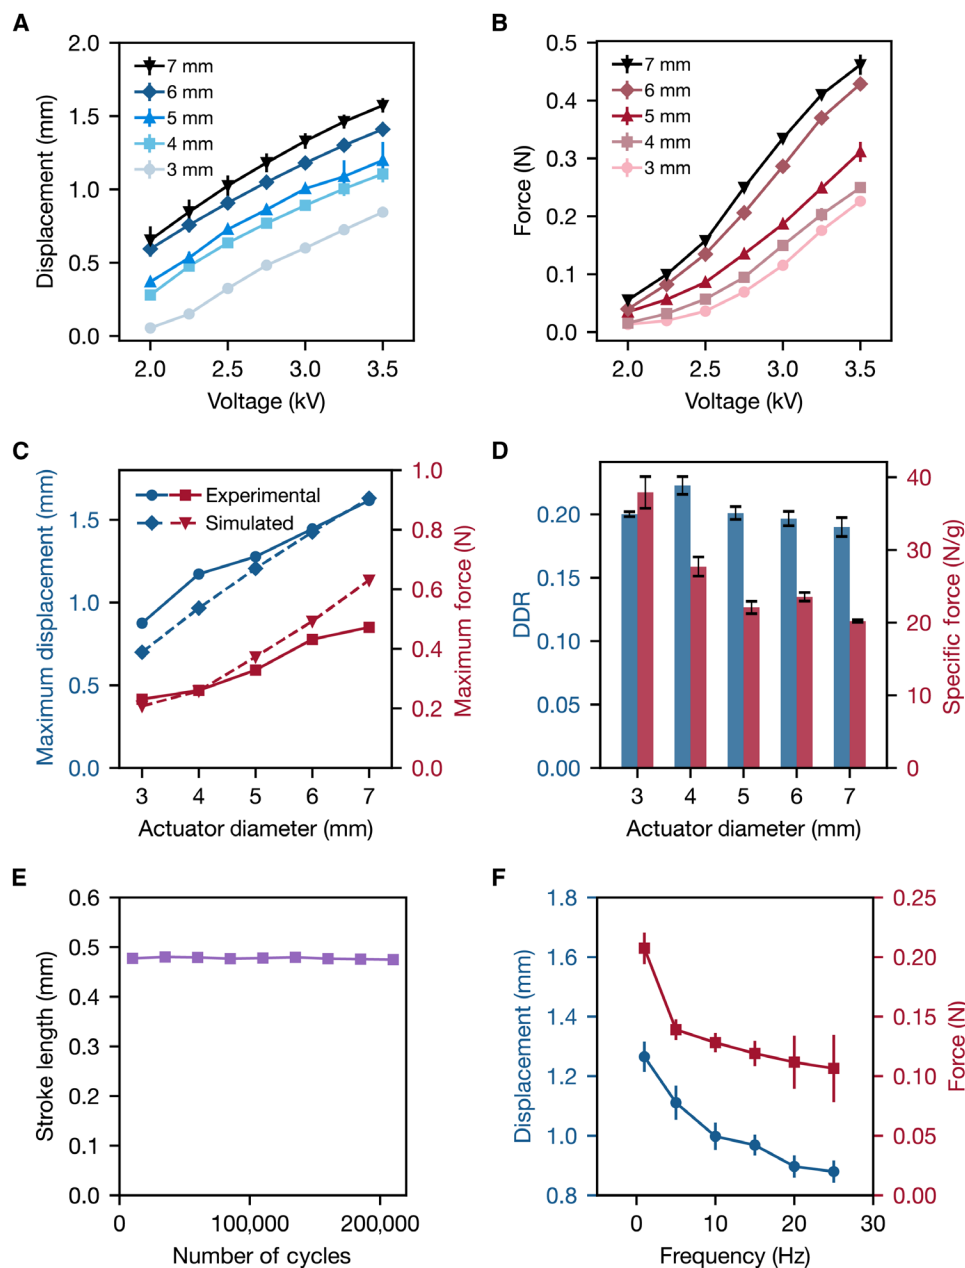 A
Displacement (mm)
2.0
1.5
1.0
0.5
0.0
7 mm
6 mm
5 mm
4 mm
3 mm
2.0 2.5 3.0 3.5
Voltage (kV)
B
Force (N)
0.5
0.4
0.3
0.2
0.1
0.0
7 mm
6 mm
5 mm
4 mm
3 mm
2.0 2.5 3.0 3.5
Voltage (kV)
C
Maximum displacement (mm)
1.5
1.0
0.5
0.0
Experimental
Simulated
1.0
0.8
0.6
0.4
0.2
0.0
Maximum force (N)
3 4 5 6 7
Actuator diameter (mm)
D
DDR
0.20
0.15
0.10
0.05
0.00
40
30
20
10
0
Specific force (N/g)
3 4 5 6 7
Actuator diameter (mm)
E
Stroke length (mm)
0.6
0.5
0.4
0.3
0.2
0.1
0.0
0 100,000 200,000
Number of cycles
F
Displacement (mm)
1.8
1.6
1.4
1.2
1.0
0.8
0.25
0.20
0.15
0.10
0.05
0.00
Force (N)
0 10 20 30
Frequency (Hz)